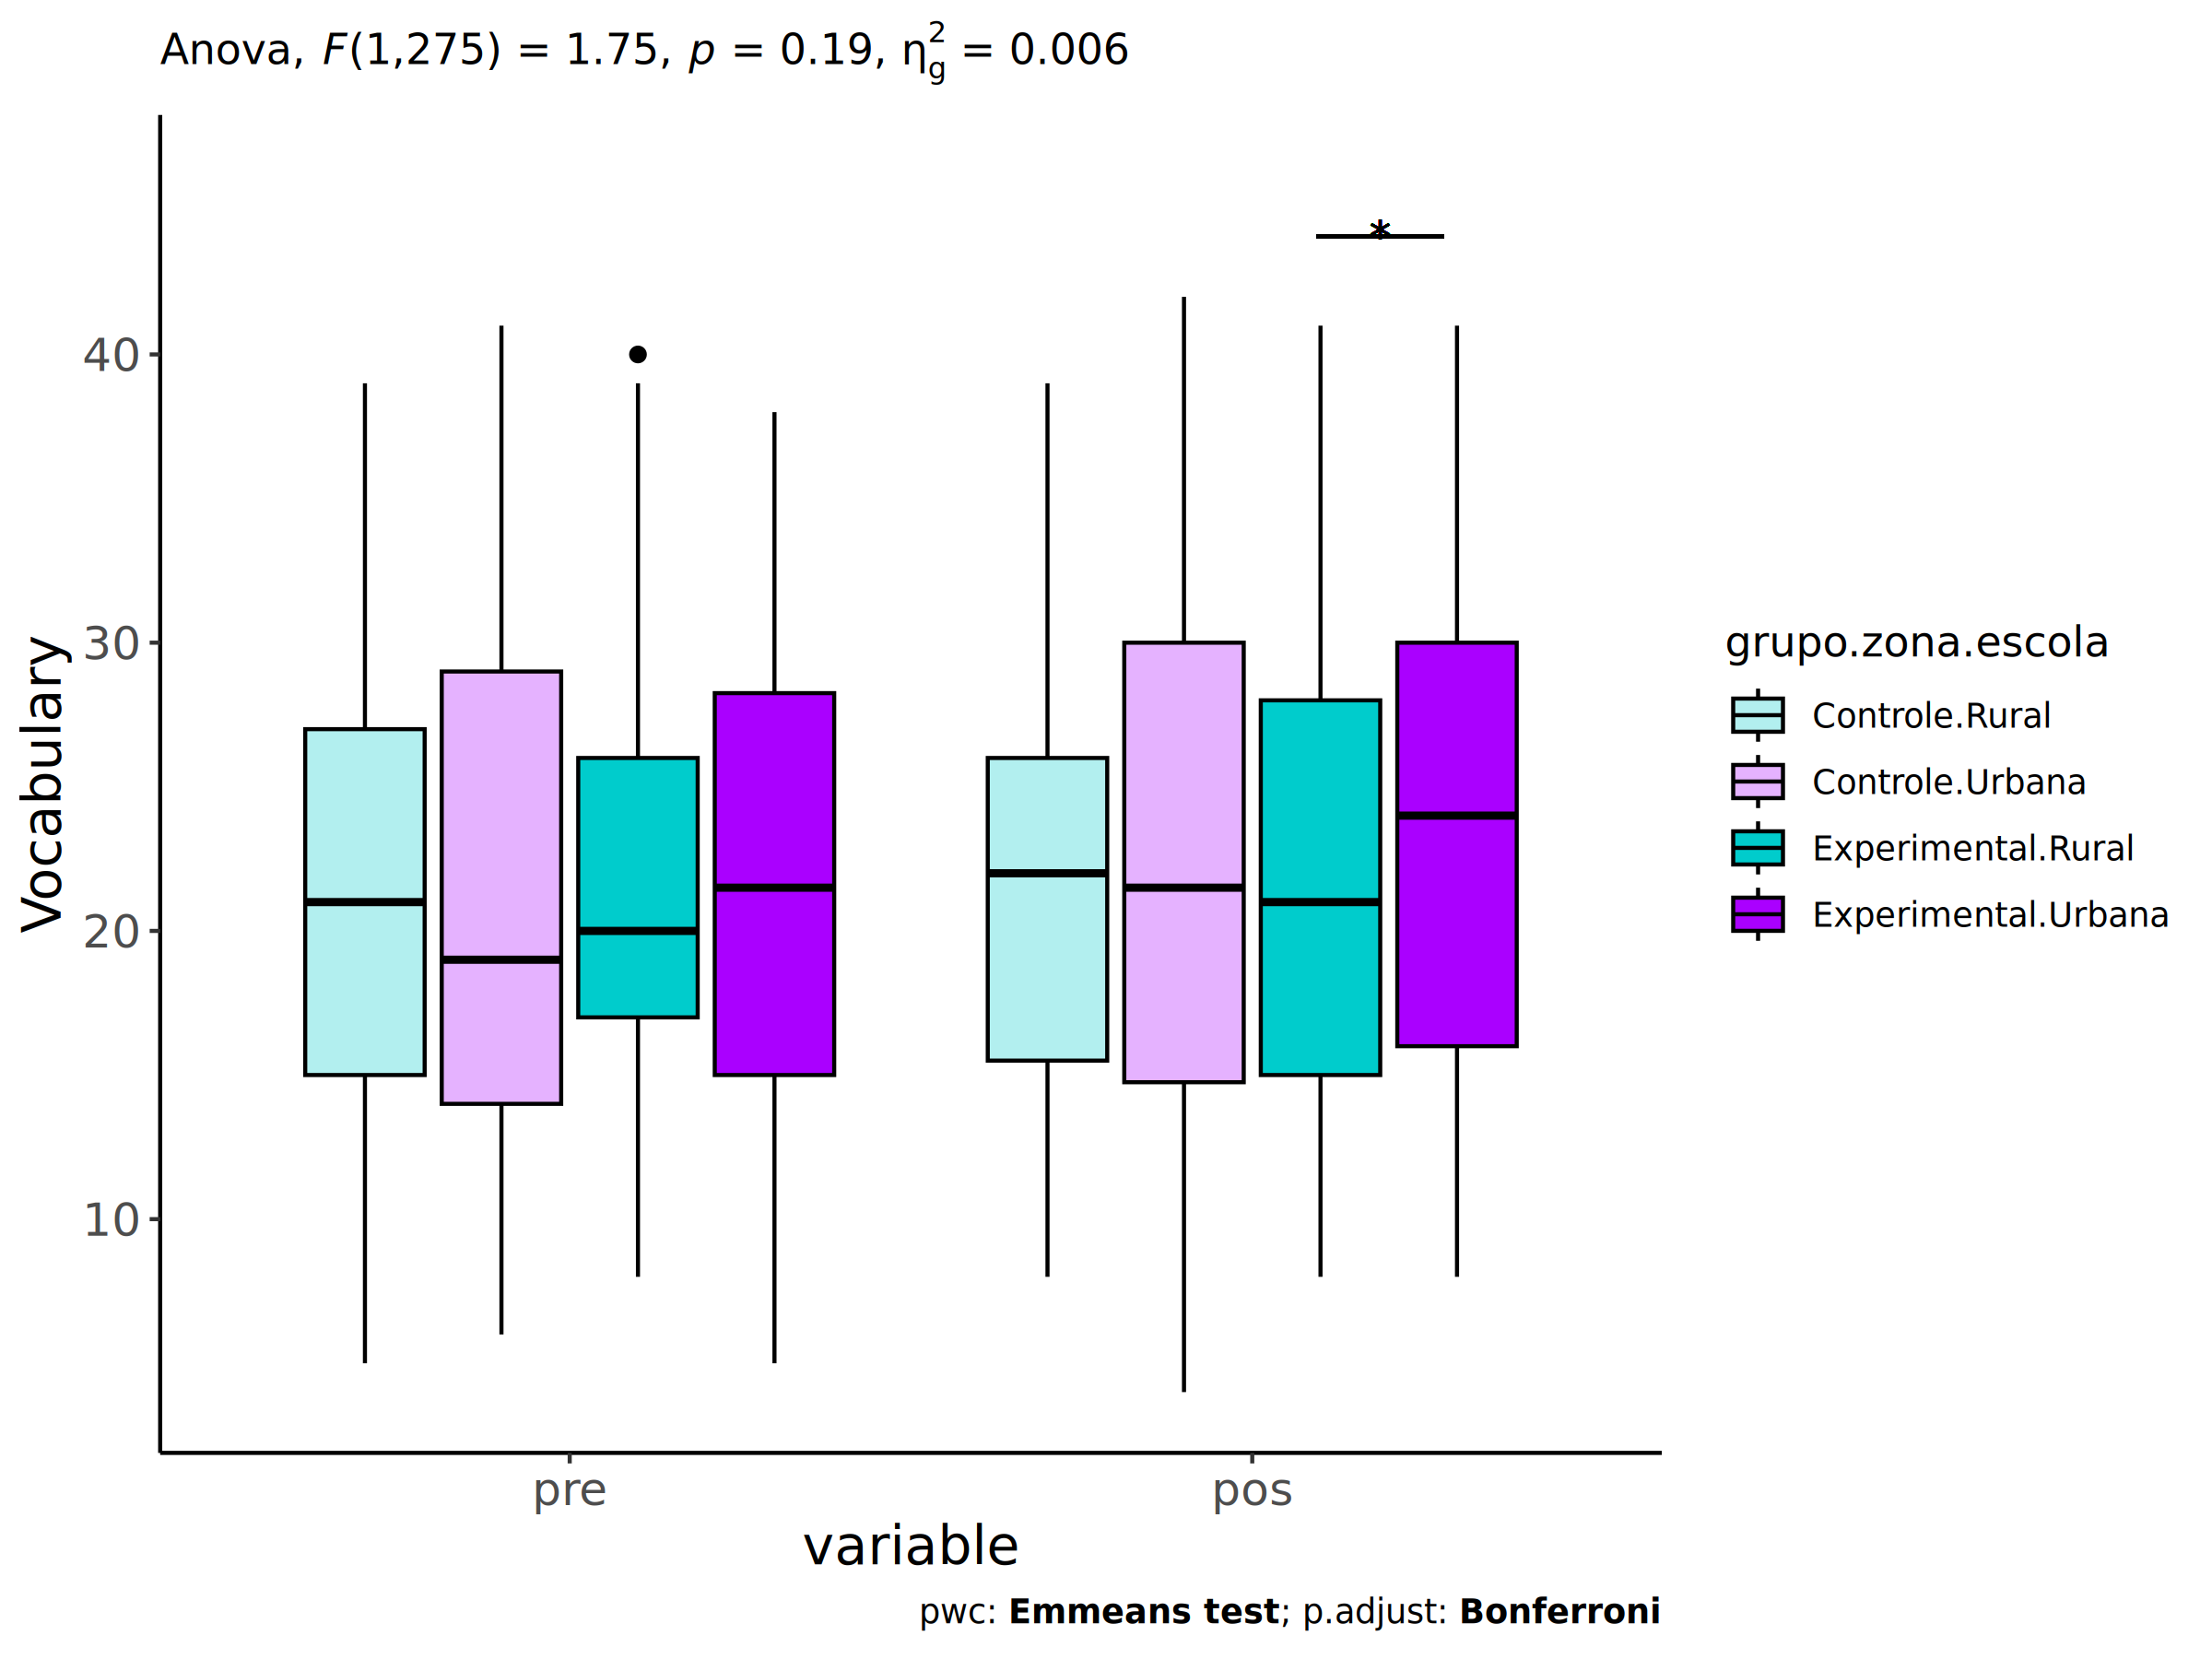 Anova, F(1,275) = 1.75, p = 0.19, η²g = 0.006
Vocabulary
40
30
20
10
*
pre
pos
variable
pwc: Emmeans test; p.adjust: Bonferroni
grupo.zona.escola
Controle.Rural
Controle.Urbana
Experimental.Rural
Experimental.Urbana